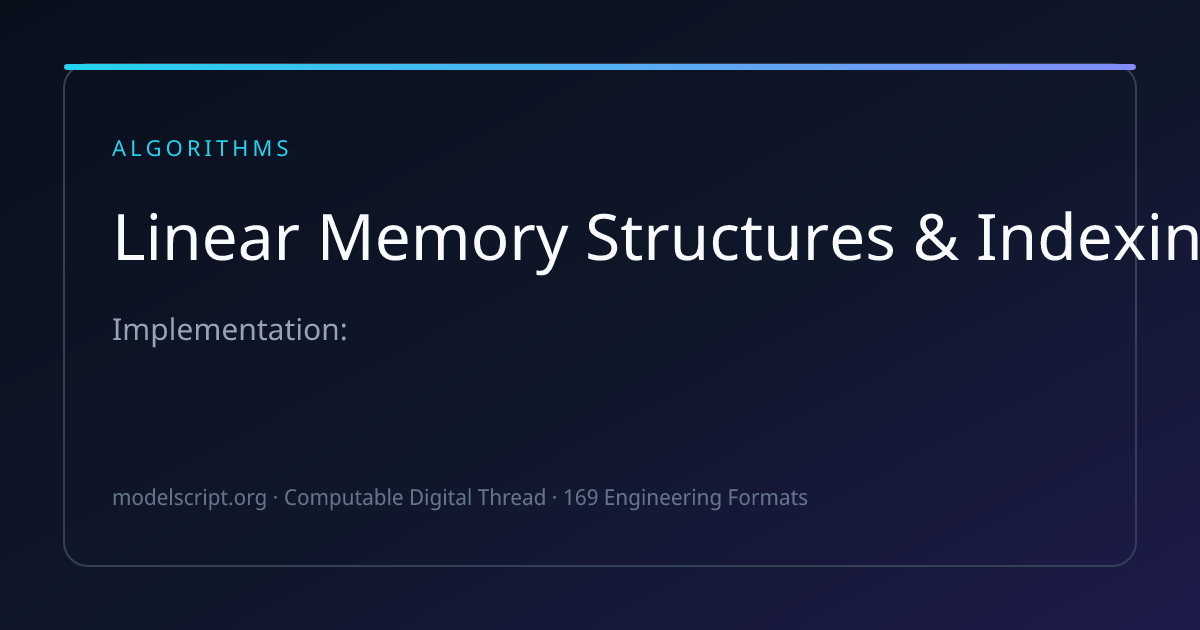 ALGORITHMS
Linear Memory Structures & Indexin
Implementation:
modelscript.org · Computable Digital Thread · 169 Engineering Formats